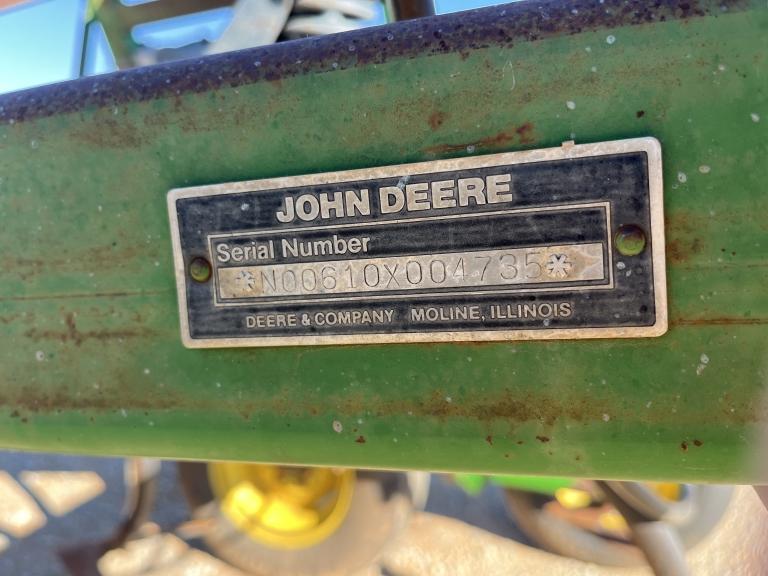 JOHN DEERE
Serial Number
*N00610X004735*
DEERE & COMPANY MOLINE, ILLINOIS